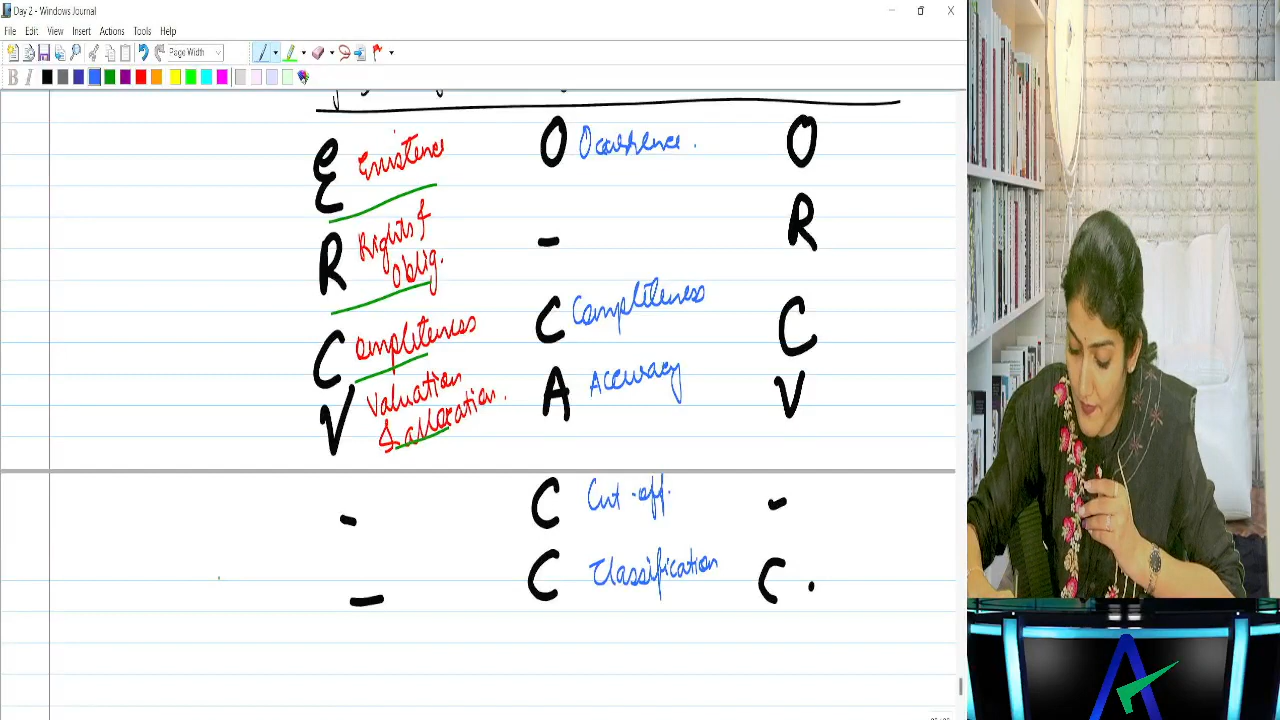 Day 2 - Windows Journal
File Edit View Insert Actions Tools Help
Page Width
B I
E Existence O Occurrence. O
R Rights & Oblig. - R
C ompleteness C Completeness C
V Valuation & allocation. A Accuracy V
- C Cut-off. -
- C Classification C.